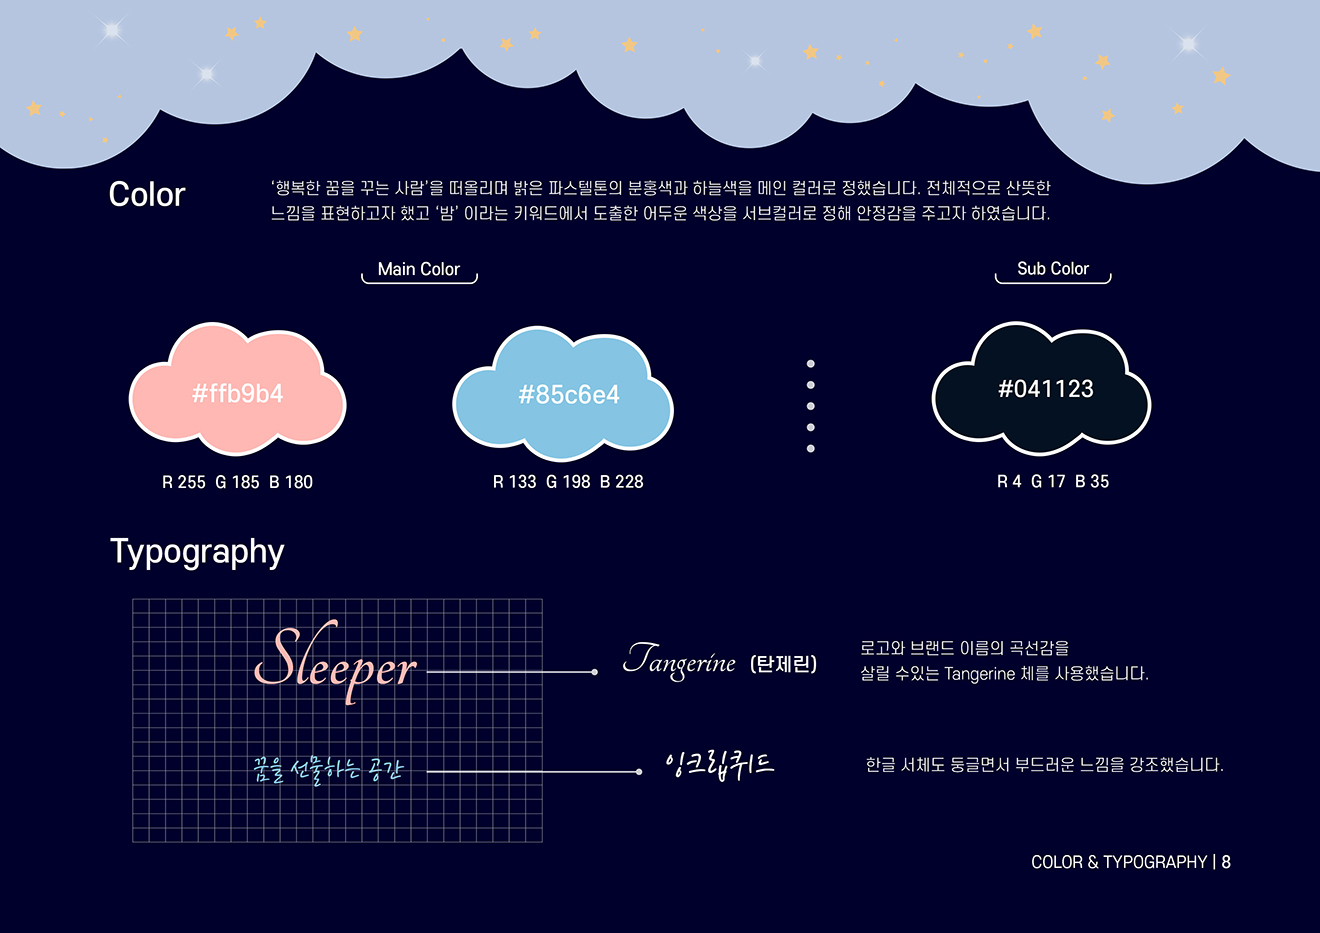 Color
‘행복한 꿈을 꾸는 사람’을 떠올리며 밝은 파스텔톤의 분홍색과 하늘색을 메인 컬러로 정했습니다. 전체적으로 산뜻한
느낌을 표현하고자 했고 ‘밤’ 이라는 키워드에서 도출한 어두운 색상을 서브컬러로 정해 안정감을 주고자 하였습니다.
Main Color
Sub Color
#ffb9b4
#85c6e4
#041123
R 255 G 185 B 180
R 133 G 198 B 228
R 4 G 17 B 35
Typography
Sleeper
Tangerine (탄제린)
로고와 브랜드 이름의 곡선감을
살릴 수있는 Tangerine 체를 사용했습니다.
꿈을 선물하는 공간
잉크립퀴드
한글 서체도 둥글면서 부드러운 느낌을 강조했습니다.
COLOR & TYPOGRAPHY | 8